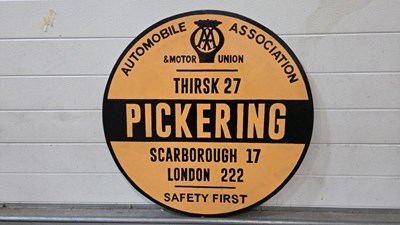 AUTOMOBILE ASSOCIATION
AA
& MOTOR UNION
THIRSK 27
PICKERING
SCARBOROUGH 17
LONDON 222
SAFETY FIRST